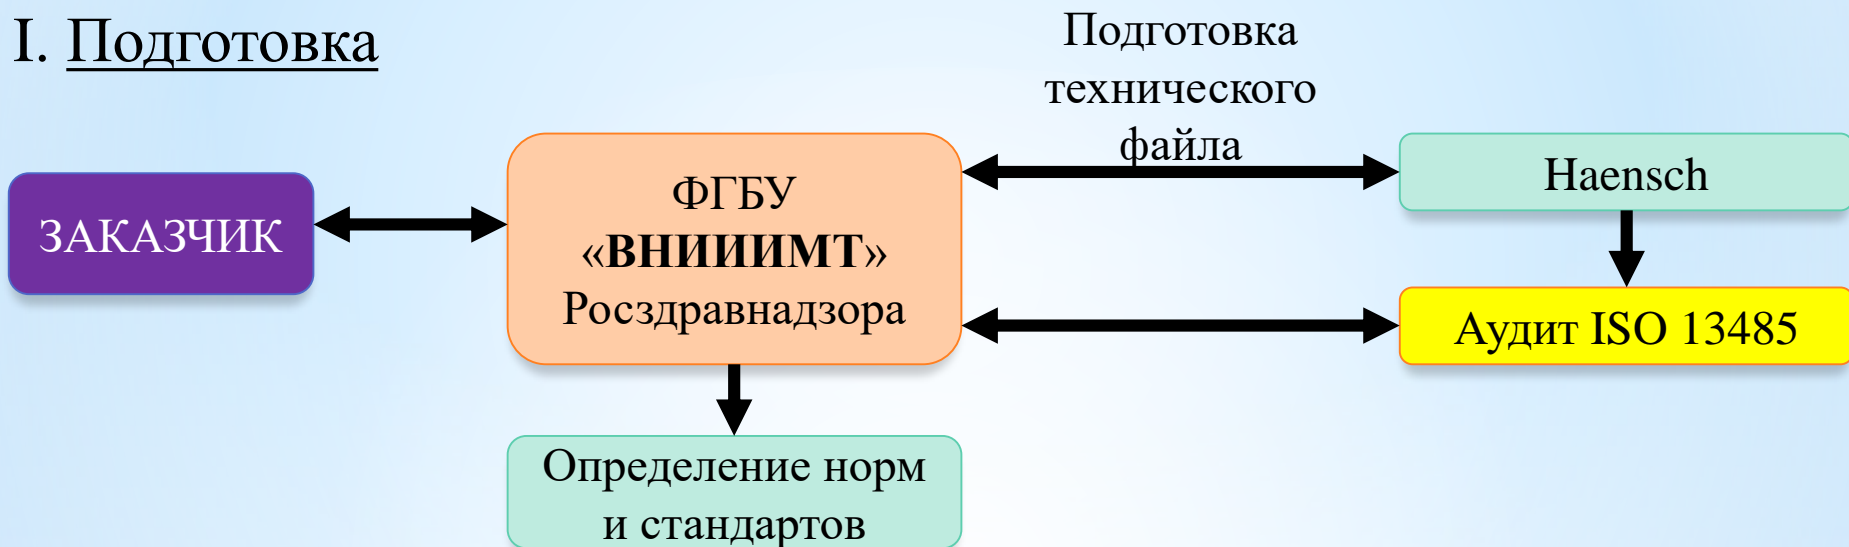 I. Подготовка
Подготовка
технического
файла
ЗАКАЗЧИК
ФГБУ
«ВНИИИМТ»
Росздравнадзора
Haensch
Аудит ISO 13485
Определение норм
и стандартов